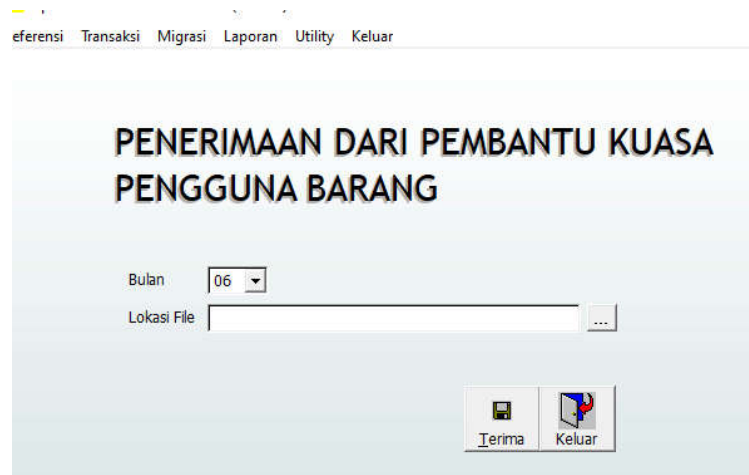 eferensi Transaksi Migrasi Laporan Utility Keluar
PENERIMAAN DARI PEMBANTU KUASA
PENGGUNA BARANG
Bulan 06
Lokasi File ...
Terima Keluar